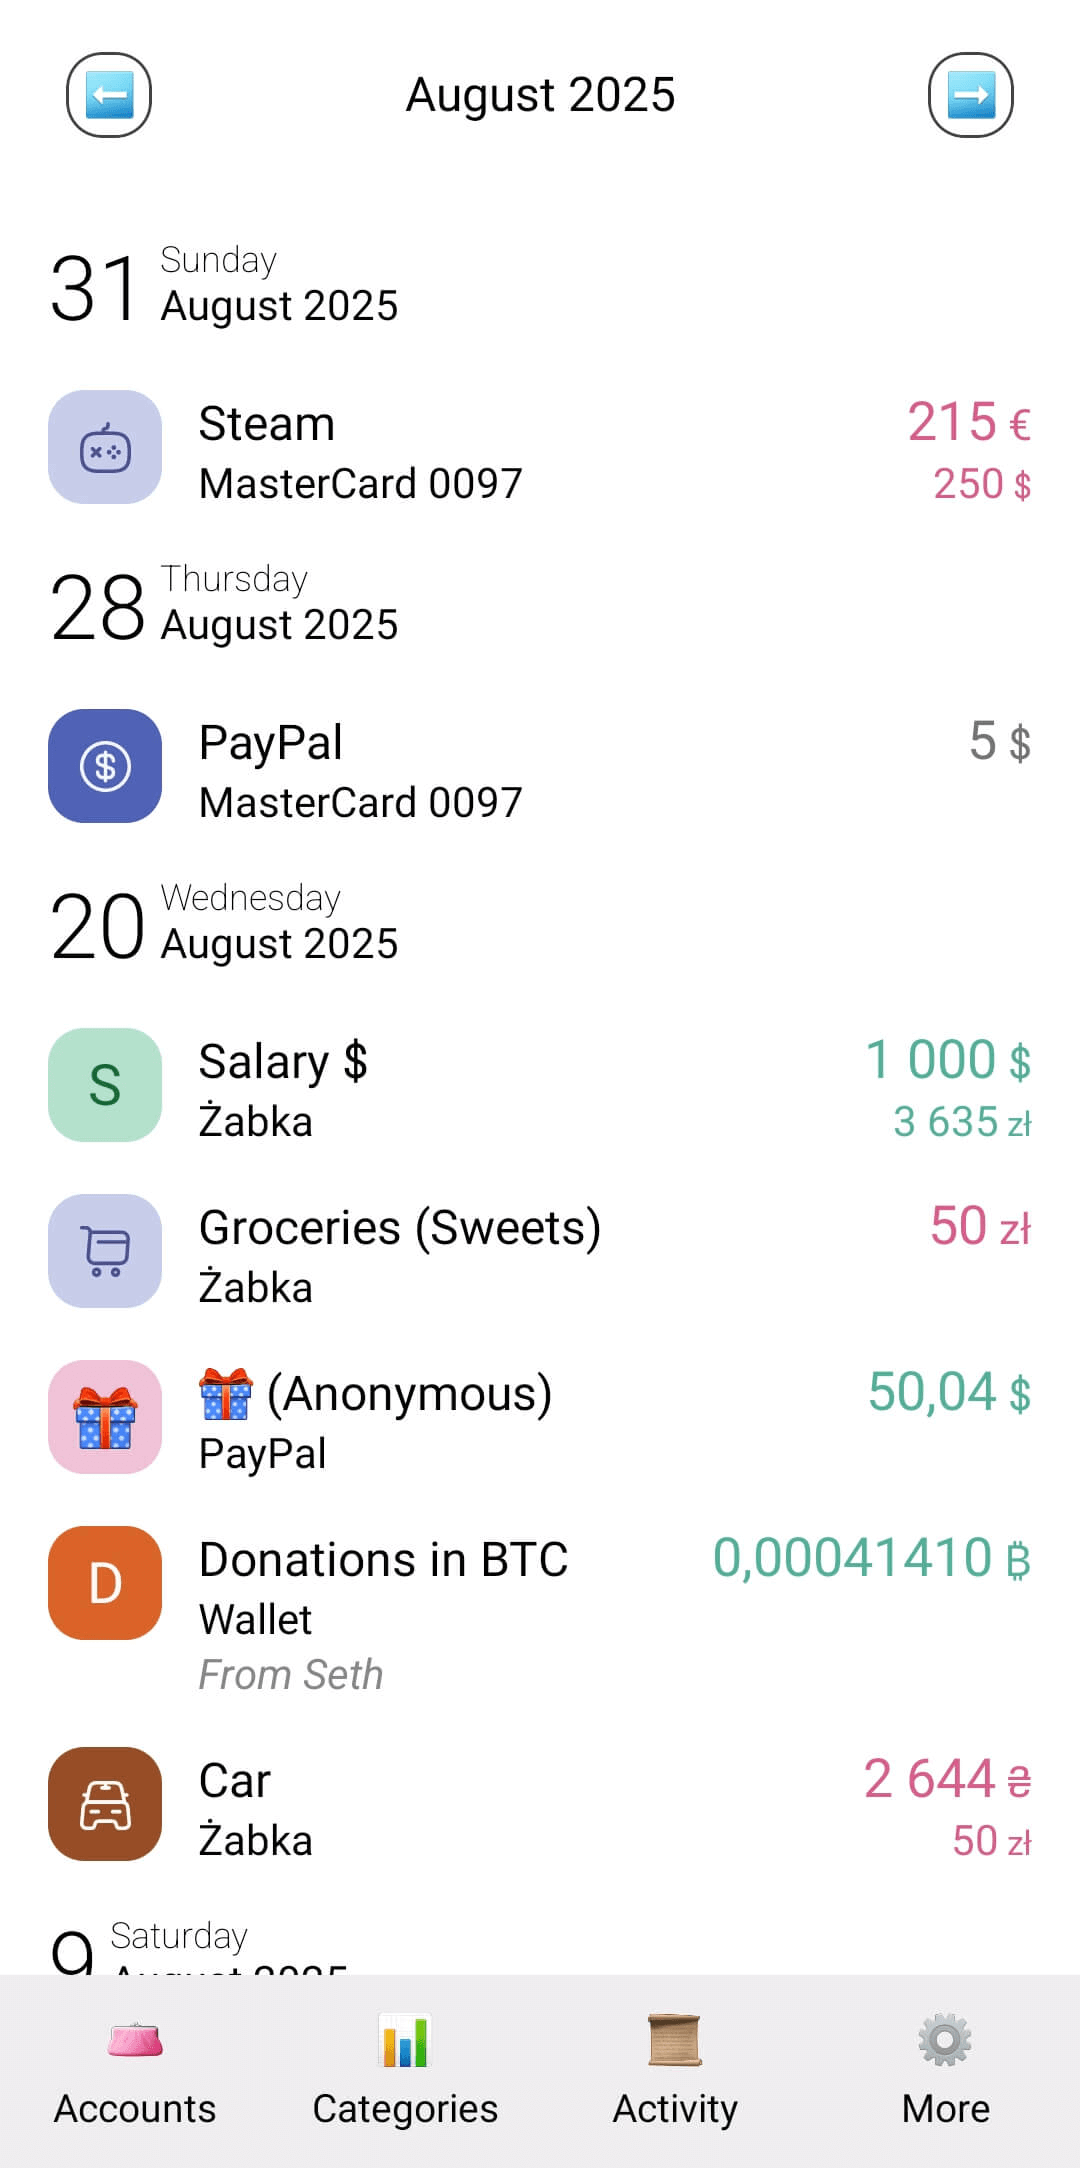 August 2025
31 Sunday
August 2025
Steam 215 €
MasterCard 0097 250 $
28 Thursday
August 2025
PayPal 5 $
MasterCard 0097
20 Wednesday
August 2025
S Salary $ 1 000 $
Żabka 3 635 zł
Groceries (Sweets) 50 zł
Żabka
🎁 (Anonymous) 50,04 $
PayPal
D Donations in BTC 0,00041410 ₿
Wallet
From Seth
Car 2 644 ₴
Żabka 50 zł
9 Saturday
August 2025
Accounts Categories Activity More